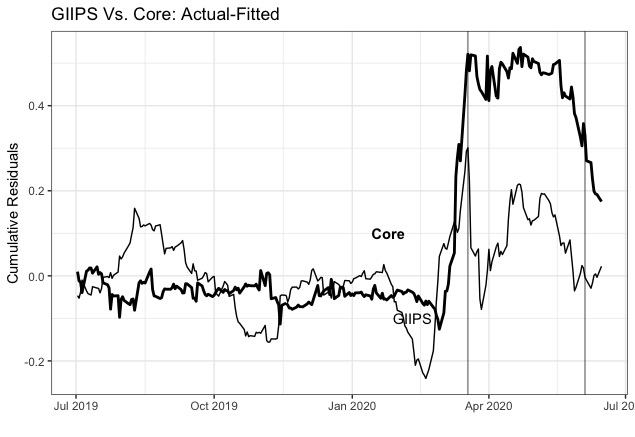 GIIPS Vs. Core: Actual-Fitted
Cumulative Residuals
0.4
0.2
0.0
-0.2
Core
GIIPS
Jul 2019
Oct 2019
Jan 2020
Apr 2020
Jul 20